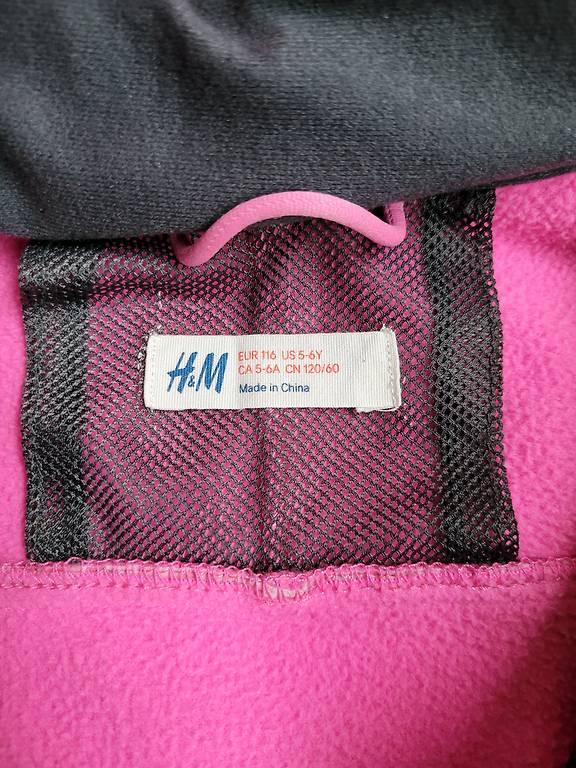 H&M
EUR 116 US 5-6Y
CA 5-6A CN 120/60
Made in China